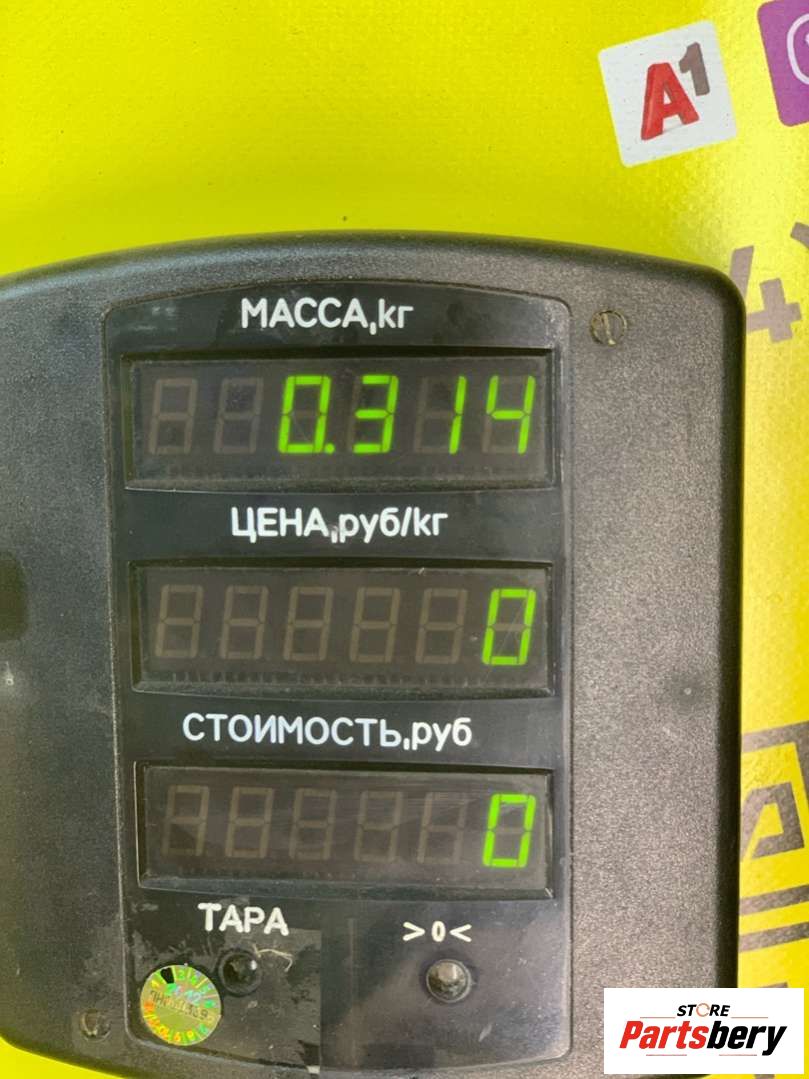 A1
МАССА,кг
0.314
ЦЕНА,руб/кг
0
СТОИМОСТЬ,руб
0
ТАРА >0<
STORE
Partsbery